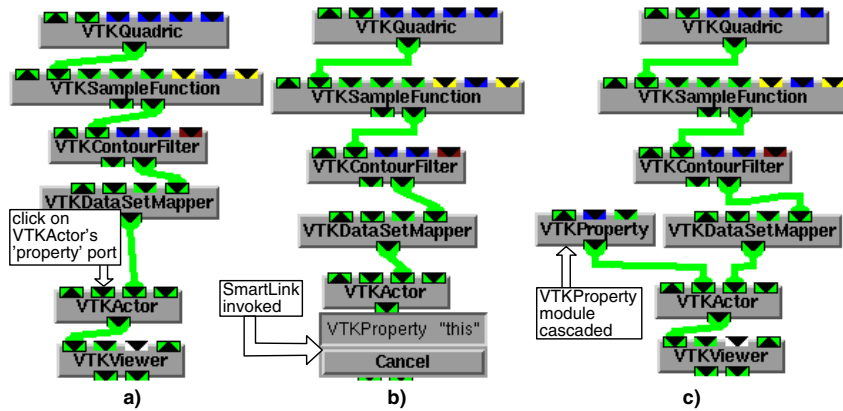 VTKQuadric
VTKSampleFunction
VTKContourFilter
VTKDataSetMapper
click on
VTKActor's
'property' port
VTKActor
VTKViewer
a)
VTKQuadric
VTKSampleFunction
VTKContourFilter
VTKDataSetMapper
VTKActor
SmartLink
invoked
VTKProperty "this"
Cancel
b)
VTKQuadric
VTKSampleFunction
VTKContourFilter
VTKProperty
VTKDataSetMapper
VTKProperty
module
cascaded
VTKActor
VTKViewer
c)